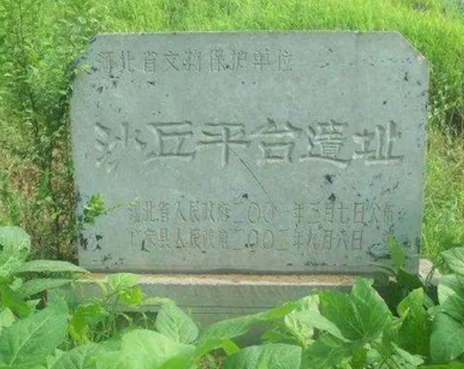 河北省文物保护单位
沙丘平台遗址
河北省人民政府二〇〇一年二月七日公布
广宗县人民政府二〇〇二年九月六日